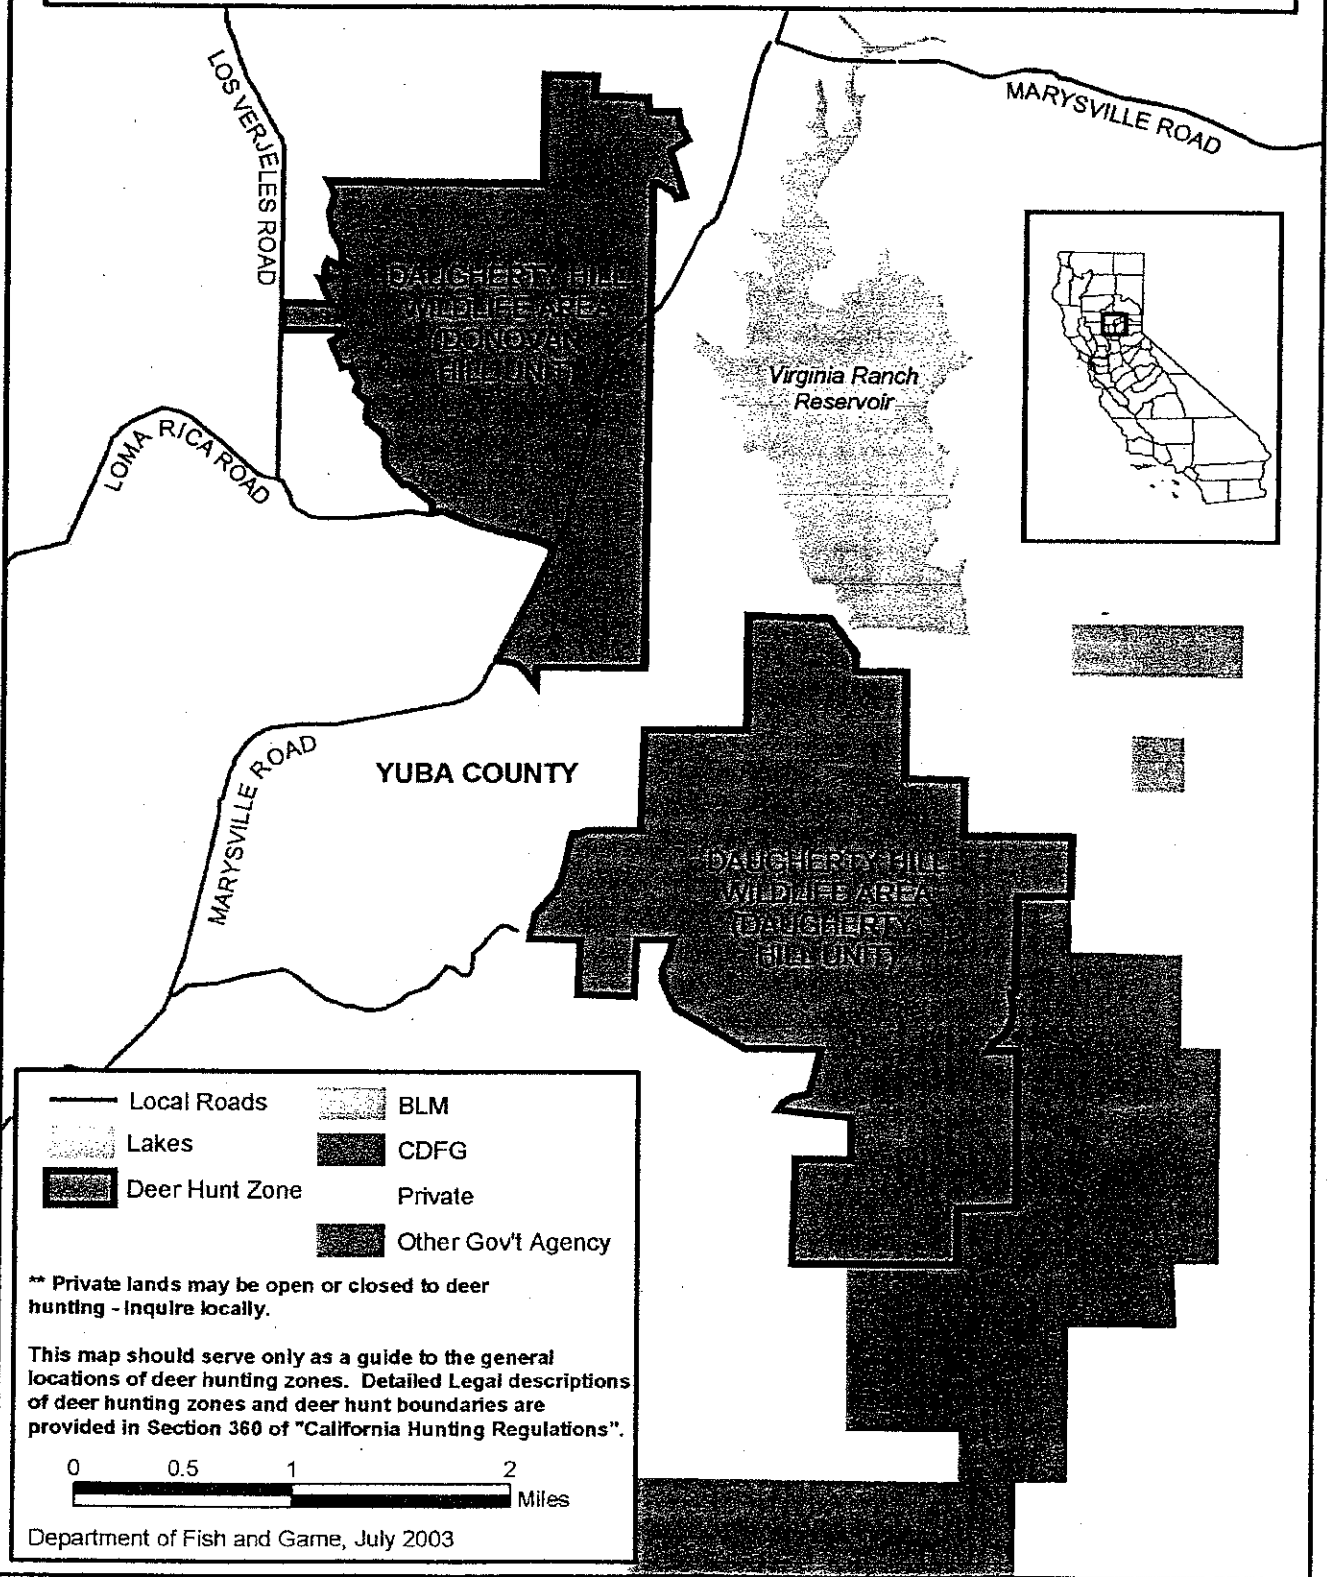 LOS VERJELES ROAD
MARYSVILLE ROAD
DAUGHERTY HILL
WILDLIFE AREA
(DONOVAN
HILL UNIT)
Virginia Ranch
Reservoir
LOMA RICA ROAD
YUBA COUNTY
MARYSVILLE ROAD
DAUGHERTY HILL
WILDLIFE AREA
(DAUGHERTY
HILL UNIT)
Local Roads
Lakes
Deer Hunt Zone
BLM
CDFG
Private
Other Gov't Agency
** Private lands may be open or closed to deer
hunting - inquire locally.
This map should serve only as a guide to the general
locations of deer hunting zones. Detailed Legal descriptions
of deer hunting zones and deer hunt boundaries are
provided in Section 360 of "California Hunting Regulations".
0 0.5 1 2
Miles
Department of Fish and Game, July 2003